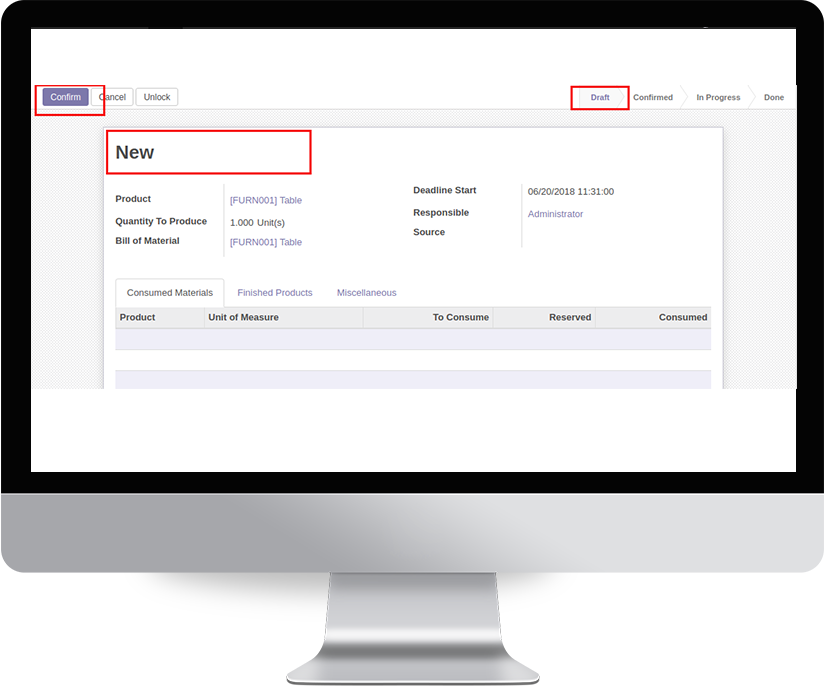 Confirm Cancel Unlock Draft Confirmed In Progress Done
New
Product [FURN001] Table
Quantity To Produce 1.000 Unit(s)
Bill of Material [FURN001] Table
Deadline Start 06/20/2018 11:31:00
Responsible Administrator
Source
Consumed Materials Finished Products Miscellaneous
Product Unit of Measure To Consume Reserved Consumed